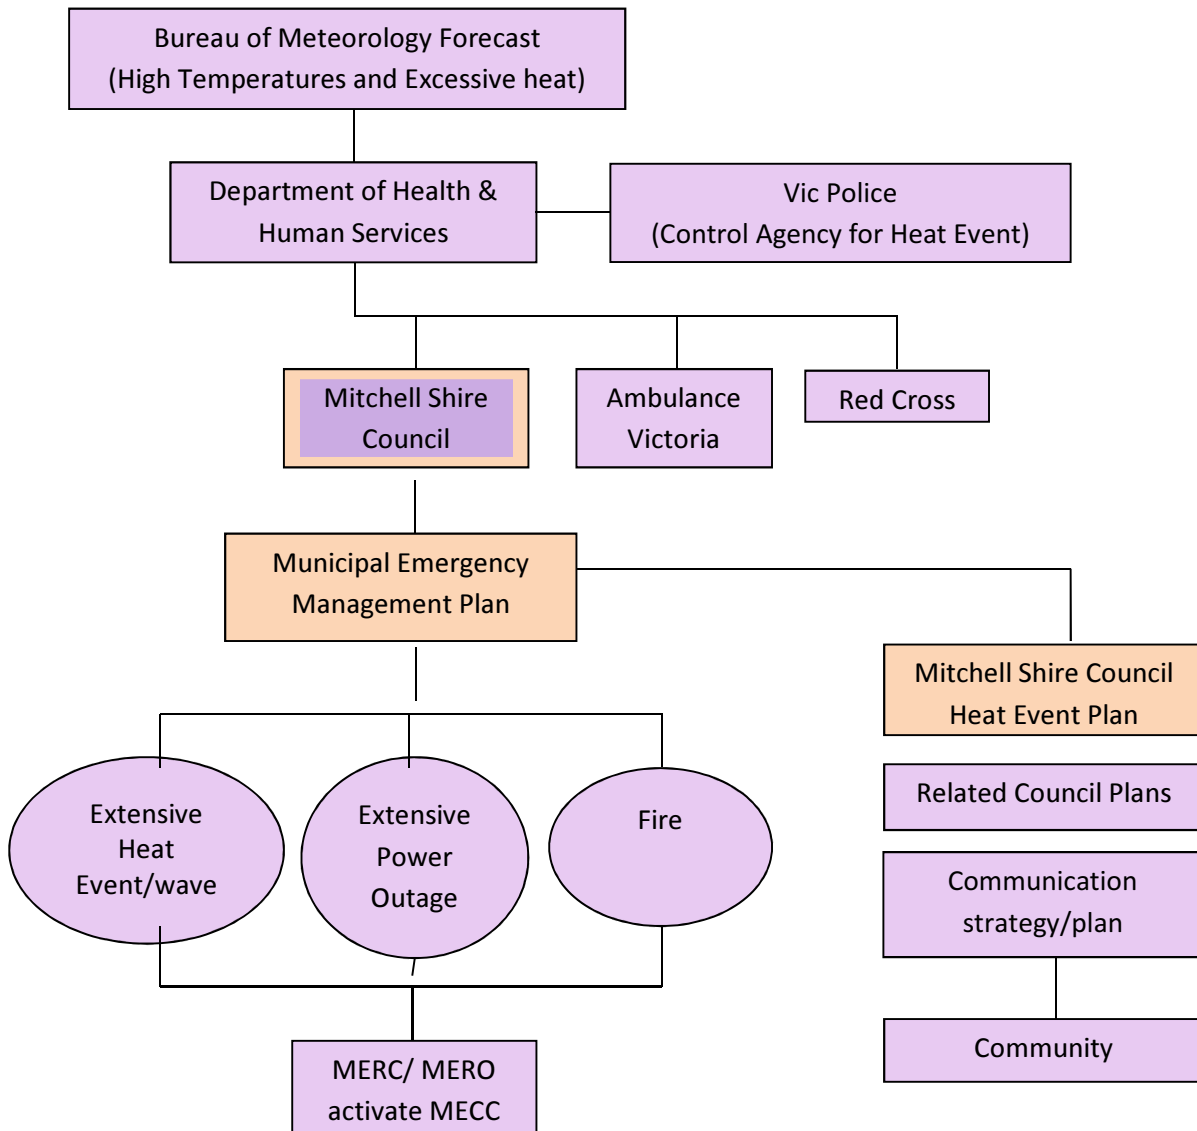 Bureau of Meteorology Forecast
(High Temperatures and Excessive heat)
Department of Health &
Human Services
Vic Police
(Control Agency for Heat Event)
Mitchell Shire
Council
Ambulance
Victoria
Red Cross
Municipal Emergency
Management Plan
Mitchell Shire Council
Heat Event Plan
Related Council Plans
Communication
strategy/plan
Community
Extensive
Heat
Event/wave
Extensive
Power
Outage
Fire
MERC/ MERO
activate MECC